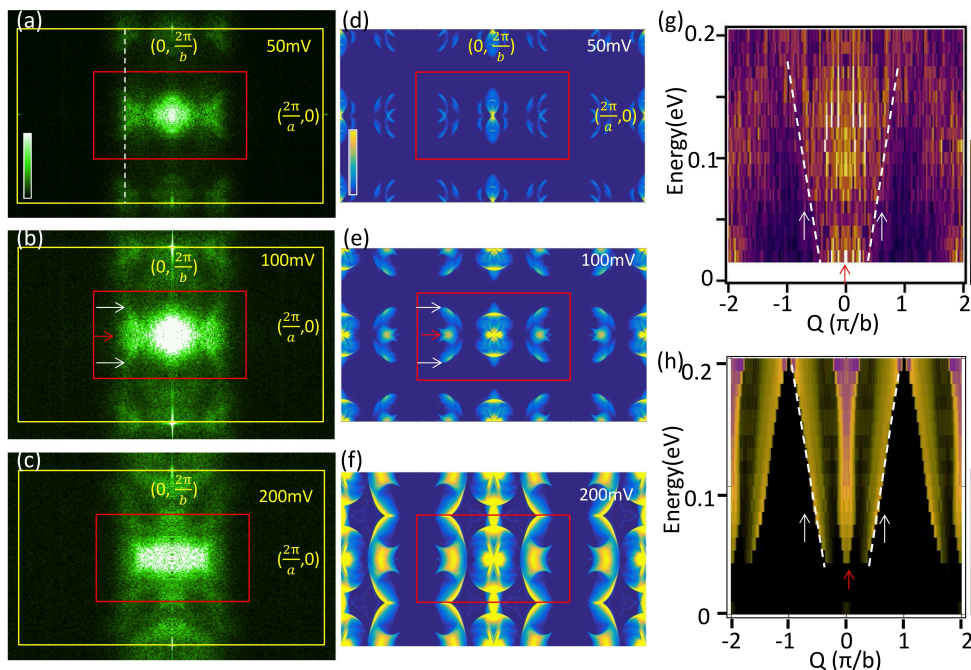 (a)
(0, 2π/b)
50mV
(2π/a,0)
(b)
(0, 2π/b)
100mV
(2π/a,0)
(c)
(0, 2π/b)
200mV
(2π/a,0)
(d)
(0, 2π/b)
50mV
(2π/a,0)
(e)
100mV
(f)
200mV
(g)
Energy(eV)
0.2
0.1
0
-2 -1 0 1 2
Q (π/b)
(h)
Energy(eV)
0.2
0.1
0
-2 -1 0 1 2
Q (π/b)